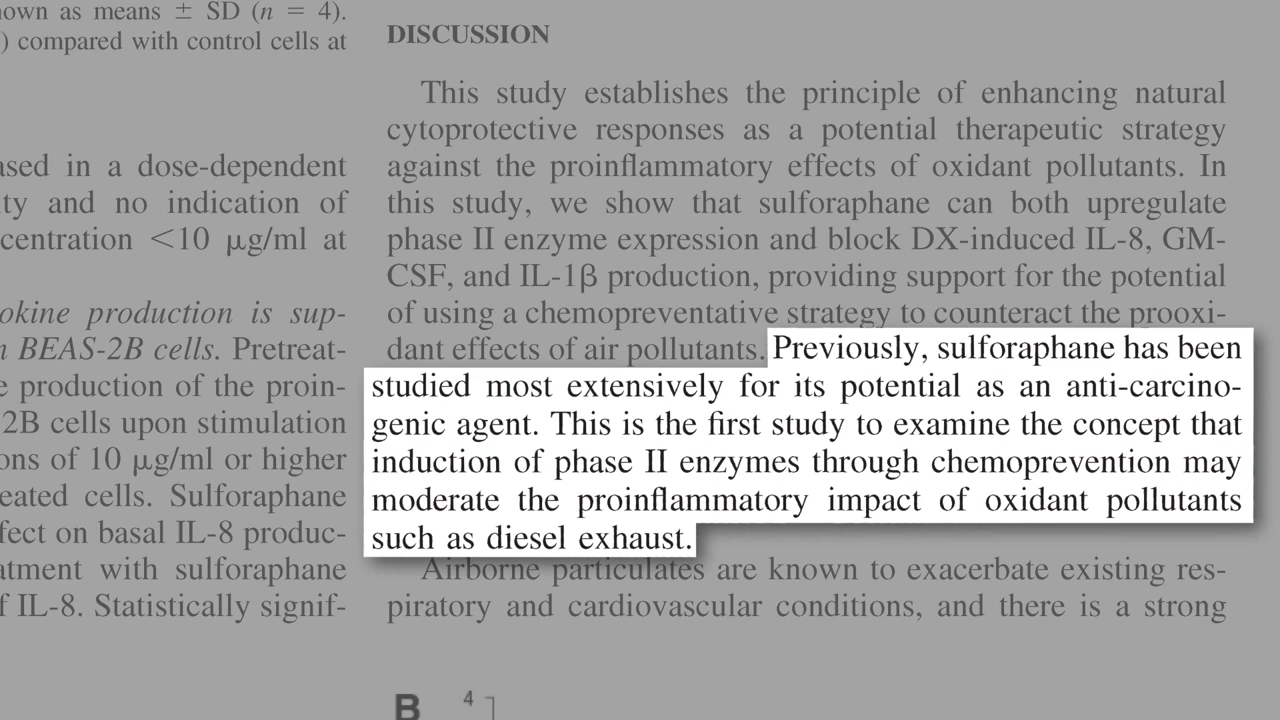 own as means ± SD (n = 4).
) compared with control cells at
ased in a dose-dependent
ty and no indication of
centration <10 μg/ml at
okine production is sup-
n BEAS-2B cells. Pretreat-
e production of the proin-
2B cells upon stimulation
ons of 10 μg/ml or higher
eated cells. Sulforaphane
fect on basal IL-8 produc-
atment with sulforaphane
f IL-8. Statistically signif-
DISCUSSION
This study establishes the principle of enhancing natural
cytoprotective responses as a potential therapeutic strategy
against the proinflammatory effects of oxidant pollutants. In
this study, we show that sulforaphane can both upregulate
phase II enzyme expression and block DX-induced IL-8, GM-
CSF, and IL-1β production, providing support for the potential
of using a chemopreventative strategy to counteract the prooxi-
dant effects of air pollutants. Previously, sulforaphane has been
studied most extensively for its potential as an anti-carcino-
genic agent. This is the first study to examine the concept that
induction of phase II enzymes through chemoprevention may
moderate the proinflammatory impact of oxidant pollutants
such as diesel exhaust.
Airborne particulates are known to exacerbate existing res-
piratory and cardiovascular conditions, and there is a strong
B 4